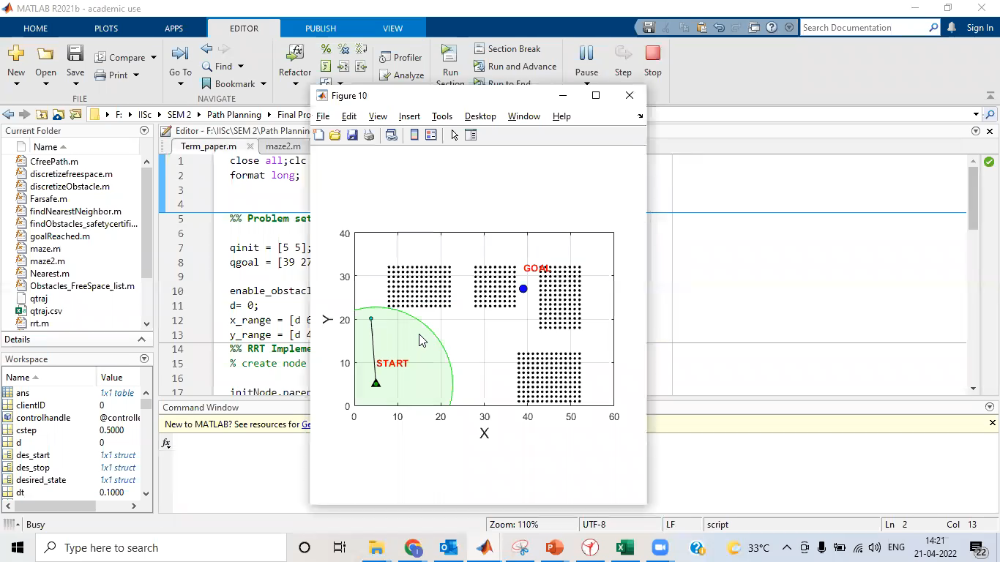 MATLAB R2021b - academic use
HOME PLOTS APPS EDITOR PUBLISH VIEW Search Documentation Sign In
New Open Save Compare Print Go To Find Bookmark Refactor Profiler Analyze Run Section Section Break Run and Advance Run to End Pause Step Stop
FILE NAVIGATE
F: IISc SEM 2 Path Planning Final Pro
Current Folder
Name
CfreePath.m
discretizefreespace.m
discretizeObstacle.m
Farsafe.m
findNearestNeighbor.m
findObstacles_safetycertifi...
goalReached.m
maze.m
maze2.m
Nearest.m
Obstacles_FreeSpace_list.m
qtraj
qtraj.csv
rrt.m
Details
Workspace
Name Value
ans 1x1 table
clientID 0
controlhandle @controlle
cstep 0.5000
d 0
des_start 1x1 struct
des_stop 1x1 struct
desired_state 1x1 struct
dt 0.1000
Editor - F:\IISc\SEM 2\Path Planning
Term_paper.m maze2.m
1 close all;clc
2 format long;
3
4
5 %% Problem set
6
7 qinit = [5 5];
8 qgoal = [39 27
9
10 enable_obstacl
11 d= 0;
12 x_range = [d 6
13 y_range = [d 4
14 %% RRT Impleme
15 % create node
16
17 initNode.paren
Command Window
New to MATLAB? See resources for Ge
fx
Figure 10
File Edit View Insert Tools Desktop Window Help
40
30
20
10
0
Y
GOAL
START
0 10 20 30 40 50 60
X
Busy
Zoom: 110% UTF-8 LF script Ln 2 Col 13
Type here to search
33°C ENG 14:21 21-04-2022 22